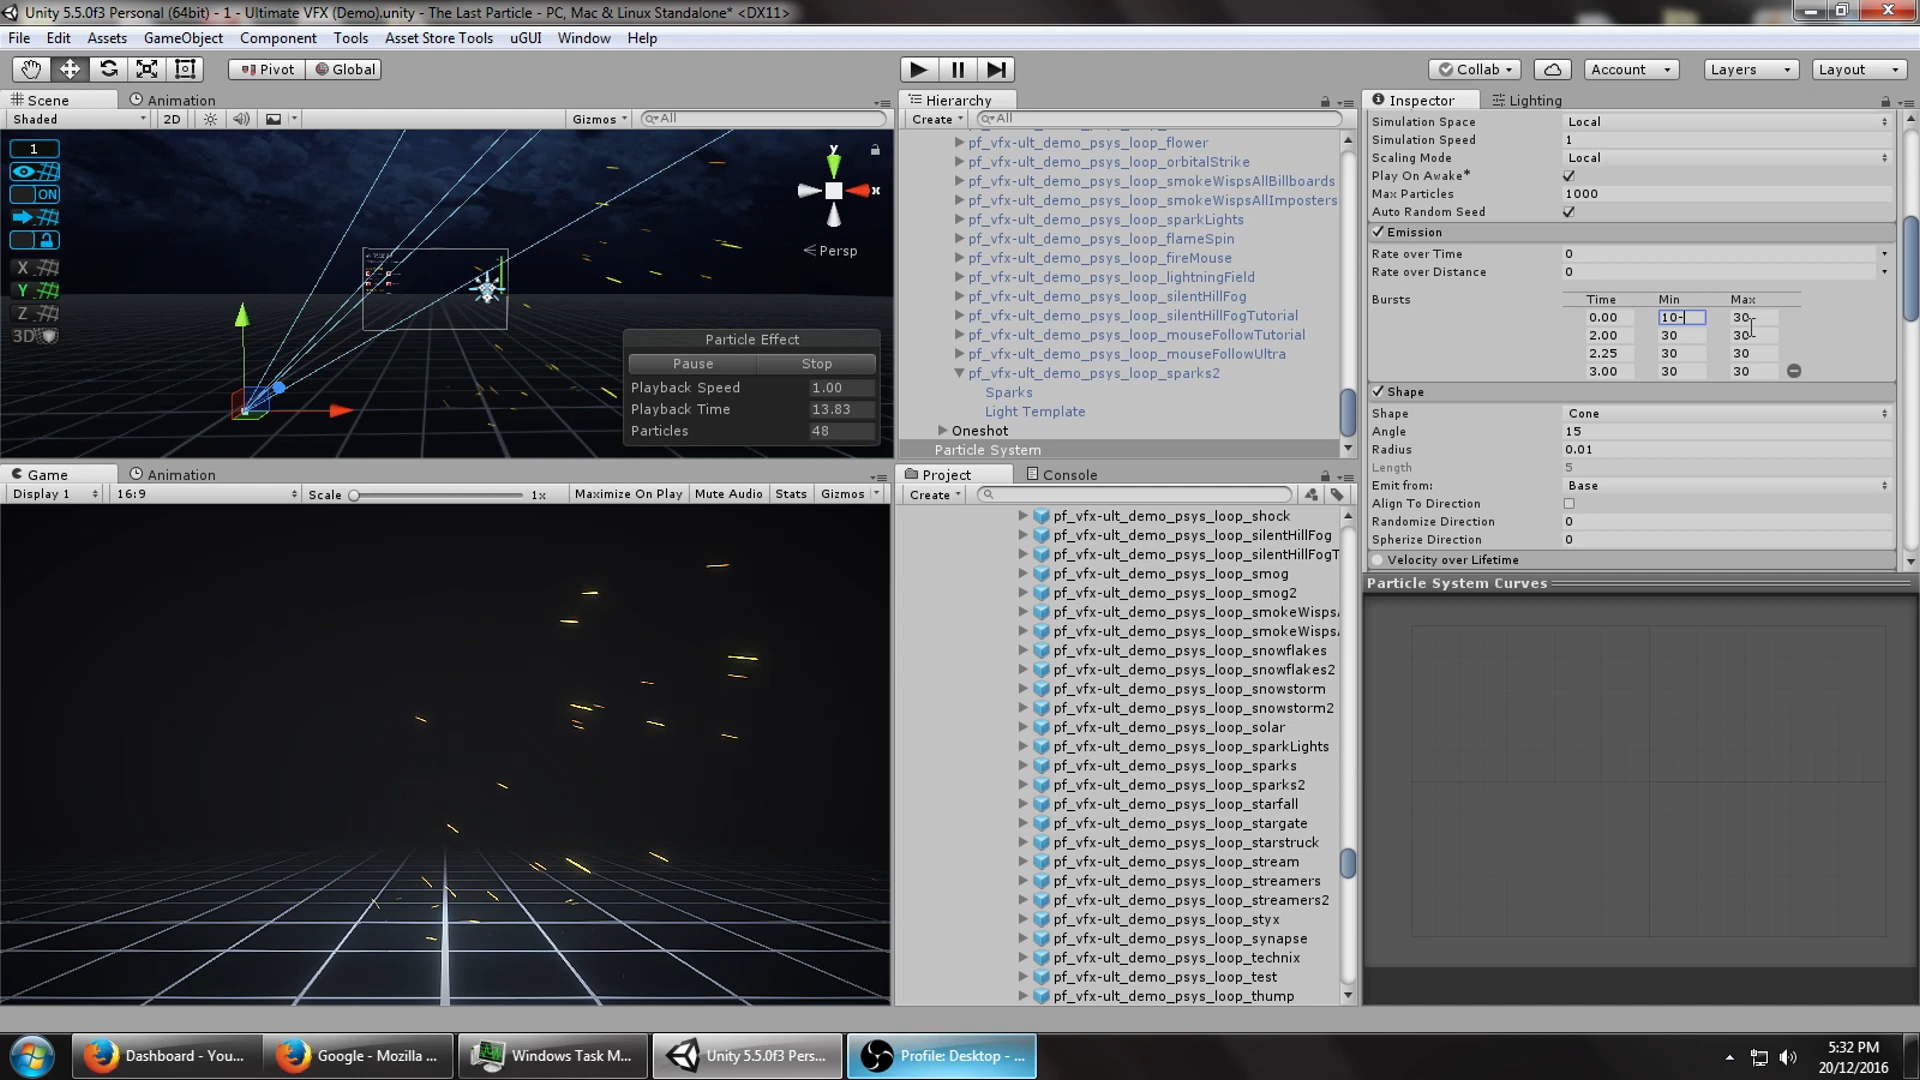 Unity 5.5.0f3 Personal (64bit) - 1 - Ultimate VFX (Demo).unity - The Last Particle - PC, Mac & Linux Standalone* <DX11>
File Edit Assets GameObject Component Tools Asset Store Tools uGUI Window Help
Pivot Global Collab Account Layers Layout
Scene Animation
Shaded 2D Gizmos All
1
ON
X
Y
Z
3D
y
x
Persp
Particle Effect
Pause Stop
Playback Speed 1.00
Playback Time 13.83
Particles 48
Game Animation
Display 1 16:9 Scale 1x Maximize On Play Mute Audio Stats Gizmos
Hierarchy
Create All
pf_vfx-ult_demo_psys_loop_flower
pf_vfx-ult_demo_psys_loop_orbitalStrike
pf_vfx-ult_demo_psys_loop_smokeWispsAllBillboards
pf_vfx-ult_demo_psys_loop_smokeWispsAllImposters
pf_vfx-ult_demo_psys_loop_sparkLights
pf_vfx-ult_demo_psys_loop_flameSpin
pf_vfx-ult_demo_psys_loop_fireMouse
pf_vfx-ult_demo_psys_loop_lightningField
pf_vfx-ult_demo_psys_loop_silentHillFog
pf_vfx-ult_demo_psys_loop_silentHillFogTutorial
pf_vfx-ult_demo_psys_loop_mouseFollowTutorial
pf_vfx-ult_demo_psys_loop_mouseFollowUltra
pf_vfx-ult_demo_psys_loop_sparks2
Sparks
Light Template
Oneshot
Particle System
Project Console
Create
pf_vfx-ult_demo_psys_loop_shock
pf_vfx-ult_demo_psys_loop_silentHillFog
pf_vfx-ult_demo_psys_loop_silentHillFogT
pf_vfx-ult_demo_psys_loop_smog
pf_vfx-ult_demo_psys_loop_smog2
pf_vfx-ult_demo_psys_loop_smokeWisps
pf_vfx-ult_demo_psys_loop_smokeWisps
pf_vfx-ult_demo_psys_loop_snowflakes
pf_vfx-ult_demo_psys_loop_snowflakes2
pf_vfx-ult_demo_psys_loop_snowstorm
pf_vfx-ult_demo_psys_loop_snowstorm2
pf_vfx-ult_demo_psys_loop_solar
pf_vfx-ult_demo_psys_loop_sparkLights
pf_vfx-ult_demo_psys_loop_sparks
pf_vfx-ult_demo_psys_loop_sparks2
pf_vfx-ult_demo_psys_loop_starfall
pf_vfx-ult_demo_psys_loop_stargate
pf_vfx-ult_demo_psys_loop_starstruck
pf_vfx-ult_demo_psys_loop_stream
pf_vfx-ult_demo_psys_loop_streamers
pf_vfx-ult_demo_psys_loop_streamers2
pf_vfx-ult_demo_psys_loop_styx
pf_vfx-ult_demo_psys_loop_synapse
pf_vfx-ult_demo_psys_loop_technix
pf_vfx-ult_demo_psys_loop_test
pf_vfx-ult_demo_psys_loop_thump
Inspector Lighting
Simulation Space Local
Simulation Speed 1
Scaling Mode Local
Play On Awake*
Max Particles 1000
Auto Random Seed
Emission
Rate over Time 0
Rate over Distance 0
Bursts Time Min Max
0.00 10- 30
2.00 30 30
2.25 30 30
3.00 30 30
Shape
Shape Cone
Angle 15
Radius 0.01
Length 5
Emit from: Base
Align To Direction
Randomize Direction 0
Spherize Direction 0
Velocity over Lifetime
Particle System Curves
Dashboard - You... Google - Mozilla ... Windows Task M... Unity 5.5.0f3 Pers... Profile: Desktop - ...
5:32 PM
20/12/2016